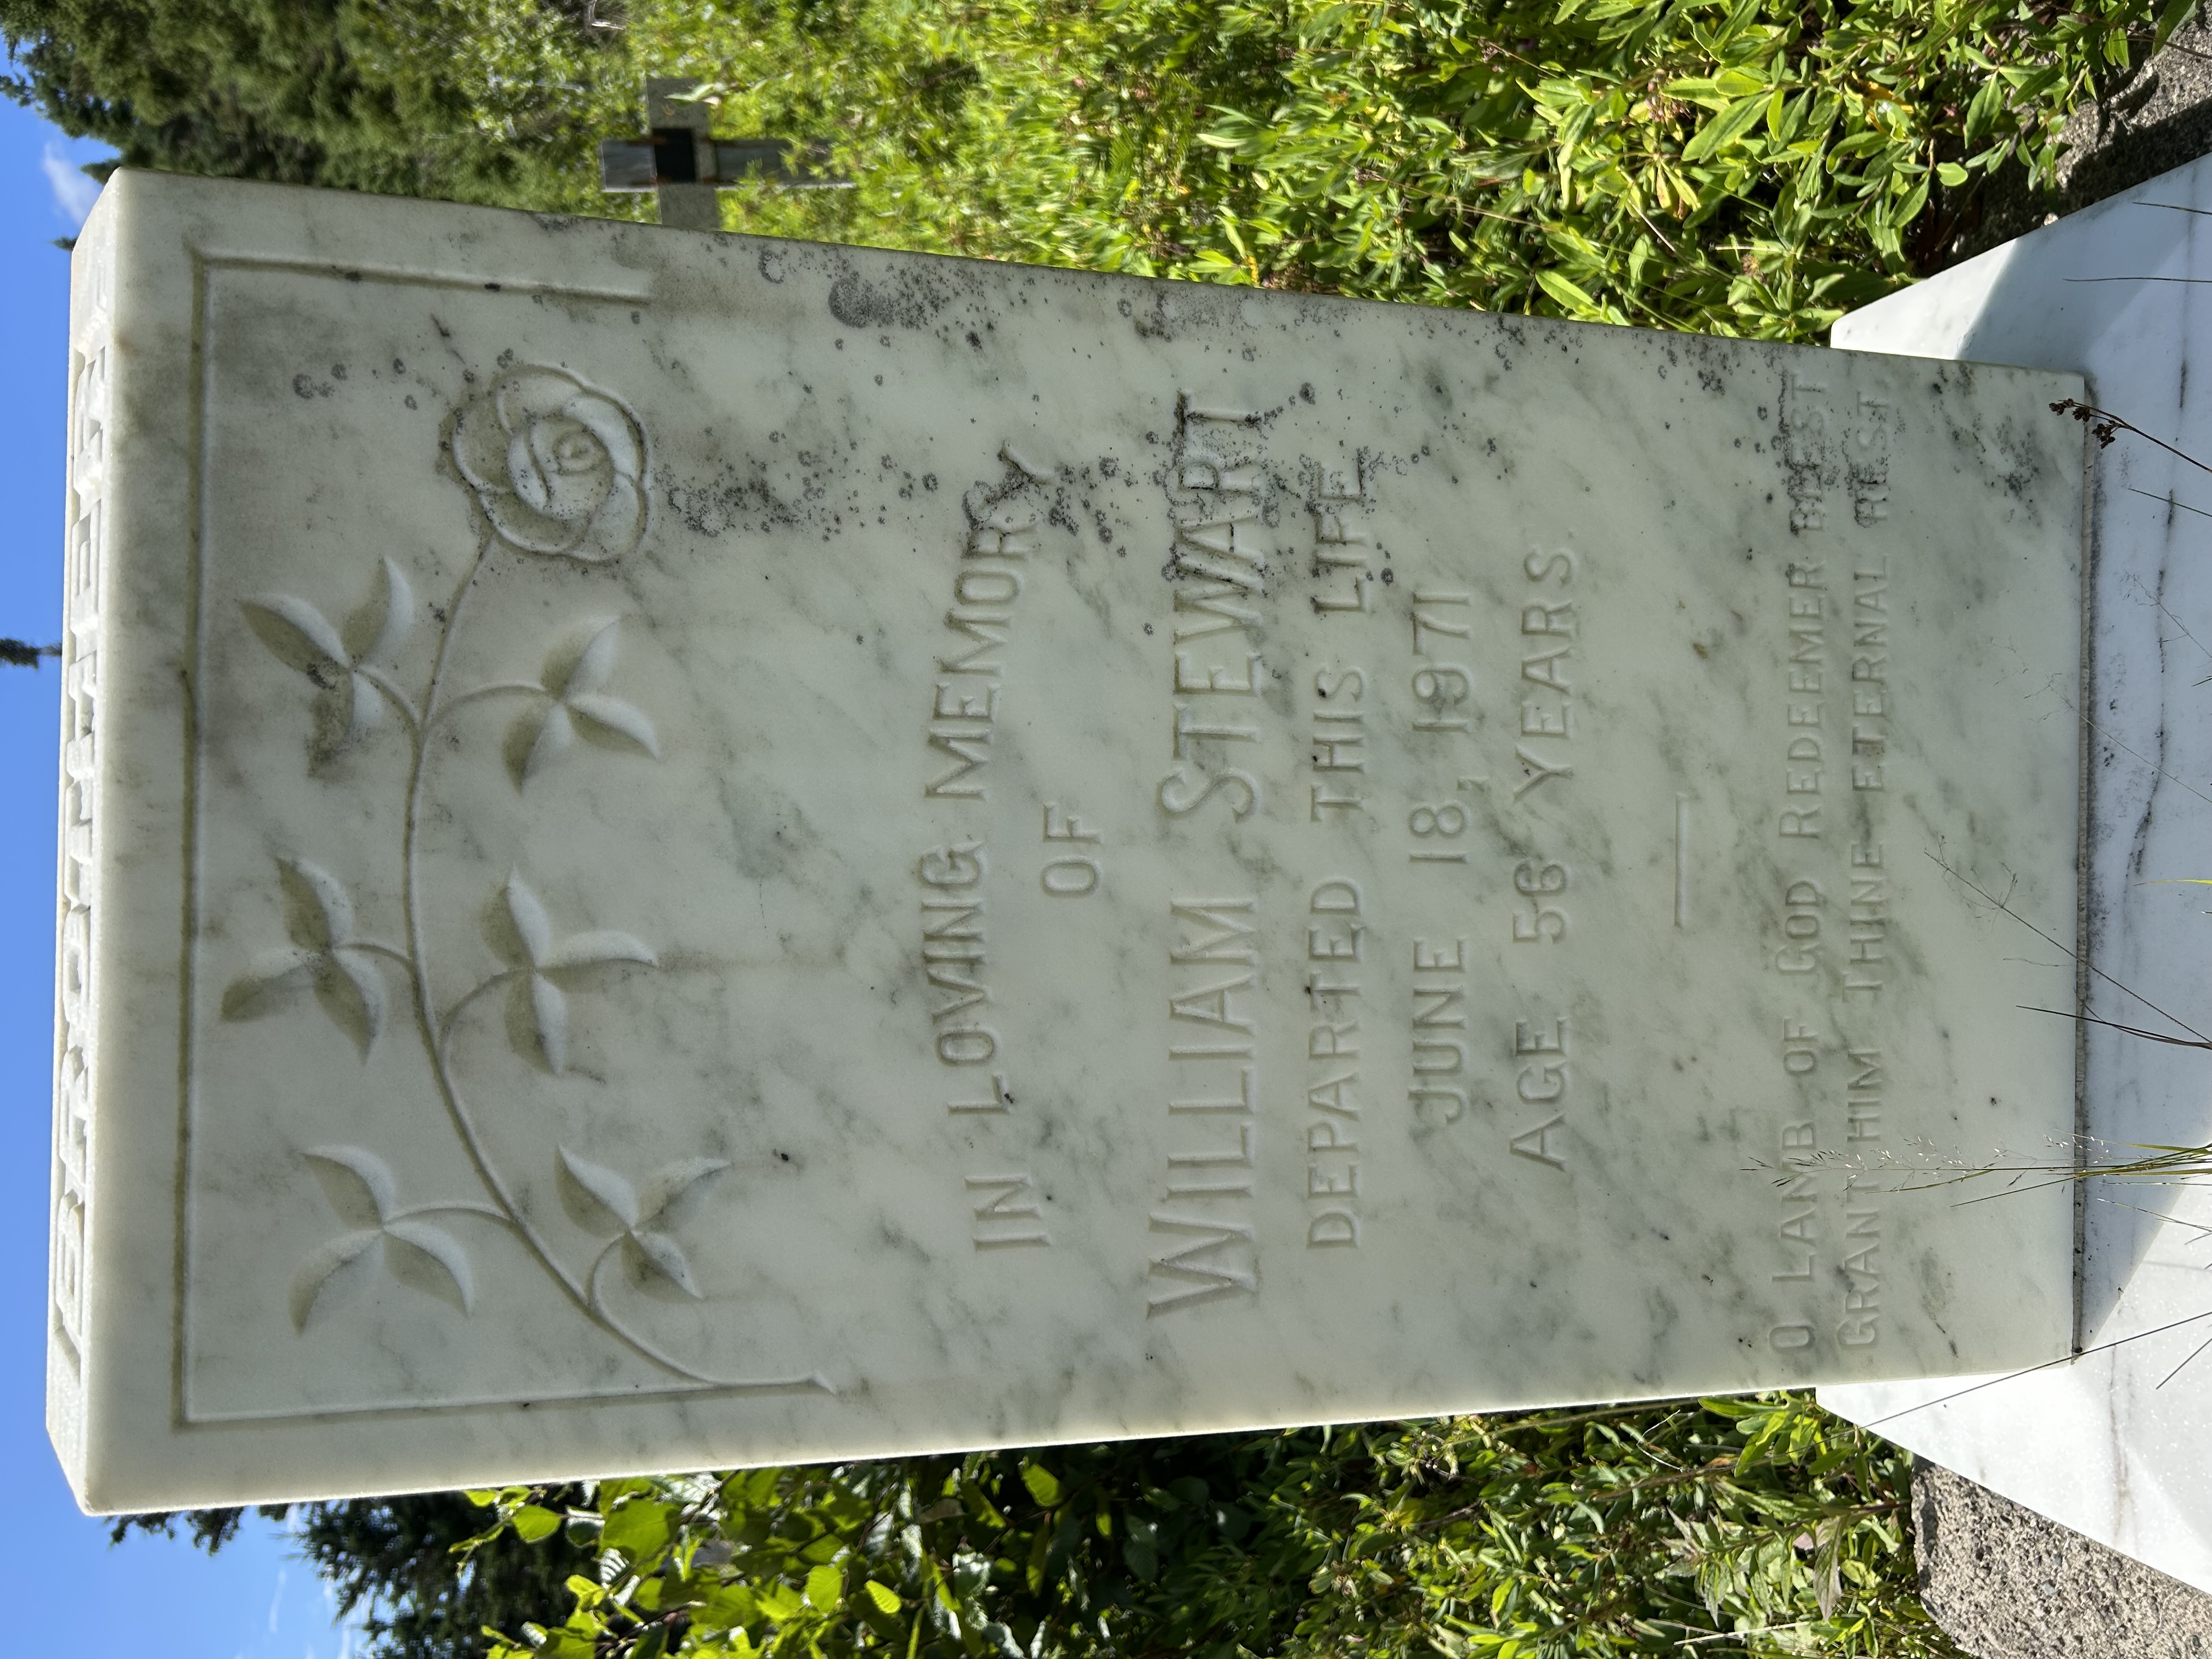 BROTHER
IN LOVING MEMORY
OF
WILLIAM STEWART
DEPARTED THIS LIFE
JUNE 18, 1971
AGE 56 YEARS.
O LAMB OF GOD REDEEMER BLEST
GRANT HIM THINE ETERNAL REST.